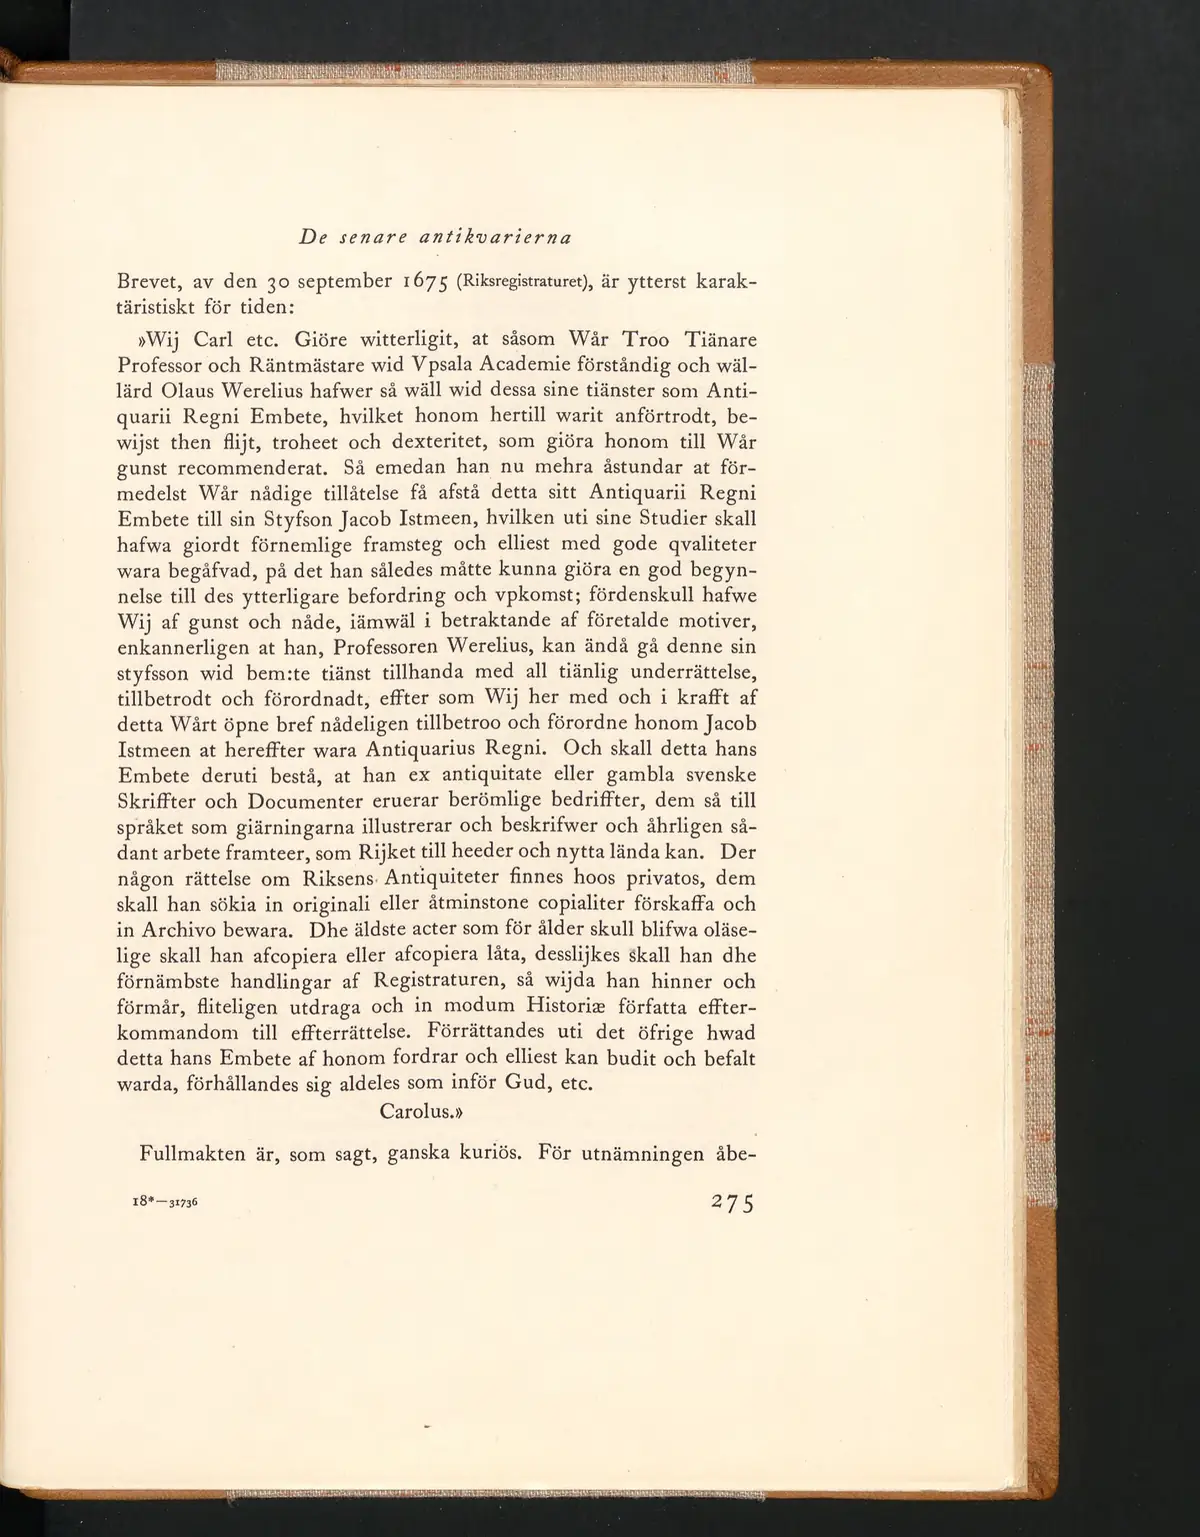 De senare antikvarierna
Brevet, av den 30 september 1675 (Riksregistraturet), är ytterst karak-
täristiskt för tiden:
»Wij Carl etc. Giöre witterligit, at såsom Wår Troo Tiänare
Professor och Räntmästare wid Vpsala Academie förståndig och wäl-
lärd Olaus Werelius hafwer så wäll wid dessa sine tiänster som Anti-
quarii Regni Embete, hvilket honom hertill warit anförtrodt, be-
wijst then flijt, troheet och dexteritet, som giöra honom till Wår
gunst recommenderat. Så emedan han nu mehra åstundar at för-
medelst Wår nådige tillåtelse få afstå detta sitt Antiquarii Regni
Embete till sin Styfson Jacob Istmeen, hvilken uti sine Studier skall
hafwa giordt förnemlige framsteg och elliest med gode qvaliteter
wara begåfvad, på det han således måtte kunna giöra en god begyn-
nelse till des ytterligare befordring och vpkomst; fördenskull hafwe
Wij af gunst och nåde, iämwäl i betraktande af företalde motiver,
enkannerligen at han, Professoren Werelius, kan ändå gå denne sin
styfsson wid bem:te tiänst tillhanda med all tiänlig underrättelse,
tillbetrodt och förordnadt, effter som Wij her med och i krafft af
detta Wårt öpne bref nådeligen tillbetroo och förordne honom Jacob
Istmeen at hereffter wara Antiquarius Regni. Och skall detta hans
Embete deruti bestå, at han ex antiquitate eller gambla svenske
Skriffter och Documenter eruerar berömlige bedriffter, dem så till
språket som giärningarna illustrerar och beskrifwer och åhrligen så-
dant arbete framteer, som Rijket till heeder och nytta lända kan. Der
någon rättelse om Riksens Antiquiteter finnes hoos privatos, dem
skall han sökia in originali eller åtminstone copialiter förskaffa och
in Archivo bewara. Dhe äldste acter som för ålder skull blifwa oläse-
lige skall han afcopiera eller afcopiera låta, desslijkes skall han dhe
förnämbste handlingar af Registraturen, så wijda han hinner och
förmår, fliteligen utdraga och in modum Historiæ författa effter-
kommandom till effterrättelse. Förrättandes uti det öfrige hwad
detta hans Embete af honom fordrar och elliest kan budit och befalt
warda, förhållandes sig aldeles som inför Gud, etc.
Carolus.»
Fullmakten är, som sagt, ganska kuriös. För utnämningen åbe-
18*—31736
275